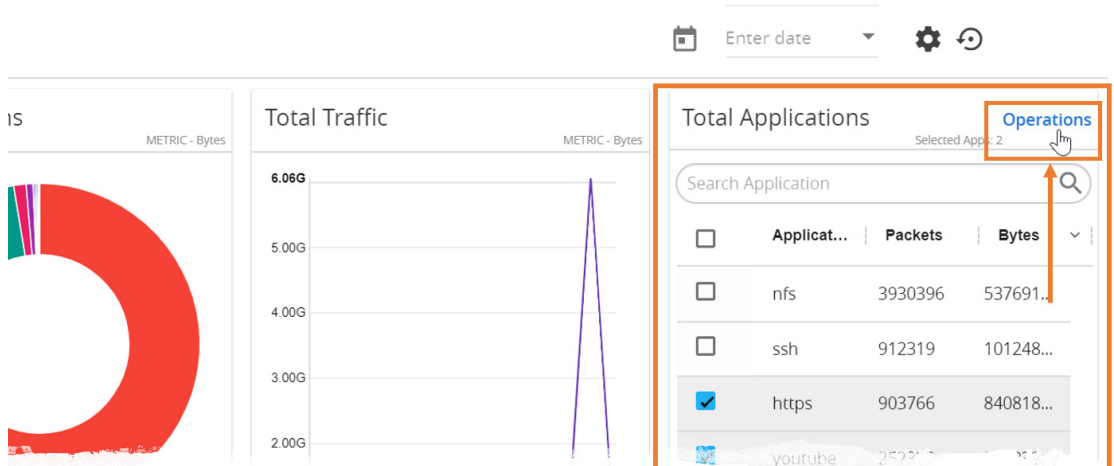 Enter date
ns
METRIC - Bytes
Total Traffic
METRIC - Bytes
6.06G
5.00G
4.00G
3.00G
2.00G
Total Applications
Operations
Selected Apps: 2
Search Application
Applicat... Packets Bytes
nfs 3930396 537691...
ssh 912319 101248...
https 903766 840818...
youtube